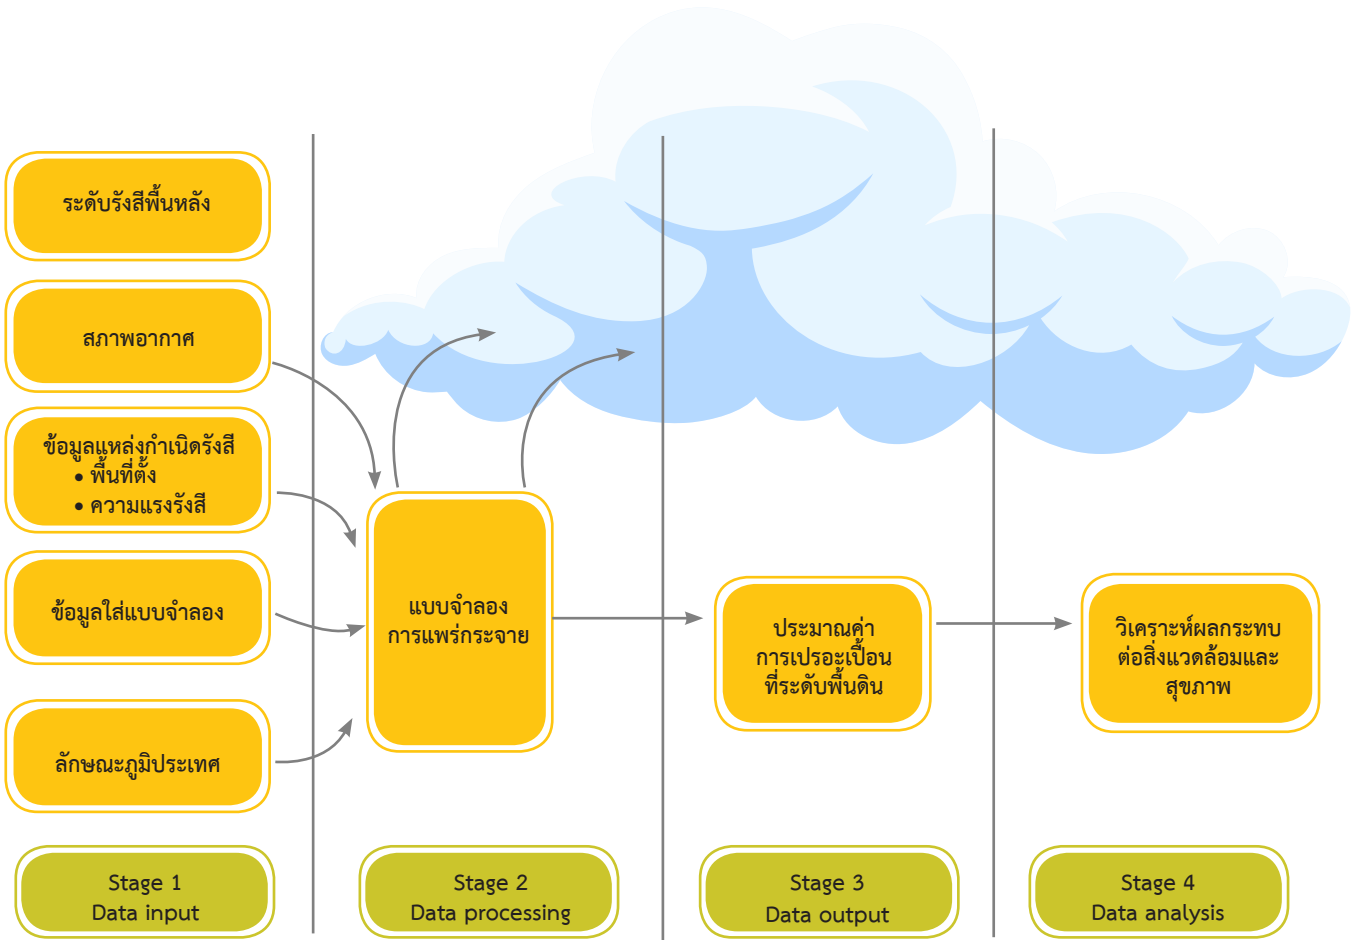 ระดับรังสีพื้นหลัง
สภาพอากาศ
ข้อมูลแหล่งกำเนิดรังสี
• พื้นที่ตั้ง
• ความแรงรังสี
ข้อมูลใส่แบบจำลอง
ลักษณะภูมิประเทศ
แบบจำลอง
การแพร่กระจาย
ประมาณค่า
การเปรอะเปื้อน
ที่ระดับพื้นดิน
วิเคราะห์ผลกระทบ
ต่อสิ่งแวดล้อมและ
สุขภาพ
Stage 1
Data input
Stage 2
Data processing
Stage 3
Data output
Stage 4
Data analysis